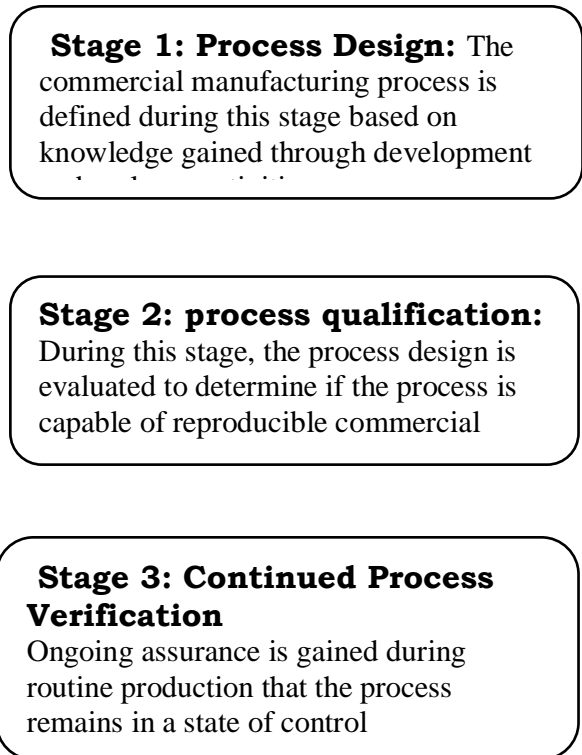 Stage 1: Process Design: The
commercial manufacturing process is
defined during this stage based on
knowledge gained through development
Stage 2: process qualification:
During this stage, the process design is
evaluated to determine if the process is
capable of reproducible commercial
Stage 3: Continued Process
Verification
Ongoing assurance is gained during
routine production that the process
remains in a state of control